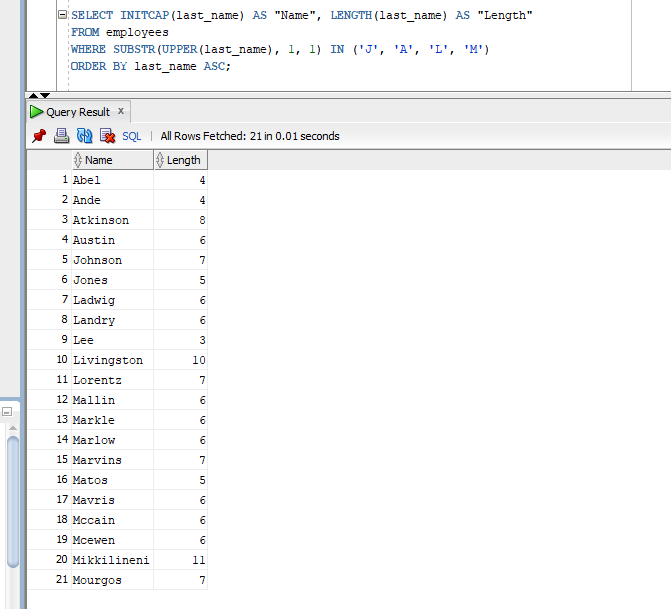 SELECT INITCAP(last_name) AS "Name", LENGTH(last_name) AS "Length"
FROM employees
WHERE SUBSTR(UPPER(last_name), 1, 1) IN ('J', 'A', 'L', 'M')
ORDER BY last_name ASC;
Query Result x
SQL | All Rows Fetched: 21 in 0.01 seconds
Name Length
1 Abel 4
2 Ande 4
3 Atkinson 8
4 Austin 6
5 Johnson 7
6 Jones 5
7 Ladwig 6
8 Landry 6
9 Lee 3
10 Livingston 10
11 Lorentz 7
12 Mallin 6
13 Markle 6
14 Marlow 6
15 Marvins 7
16 Matos 5
17 Mavris 6
18 Mccain 6
19 Mcewen 6
20 Mikkilineni 11
21 Mourgos 7